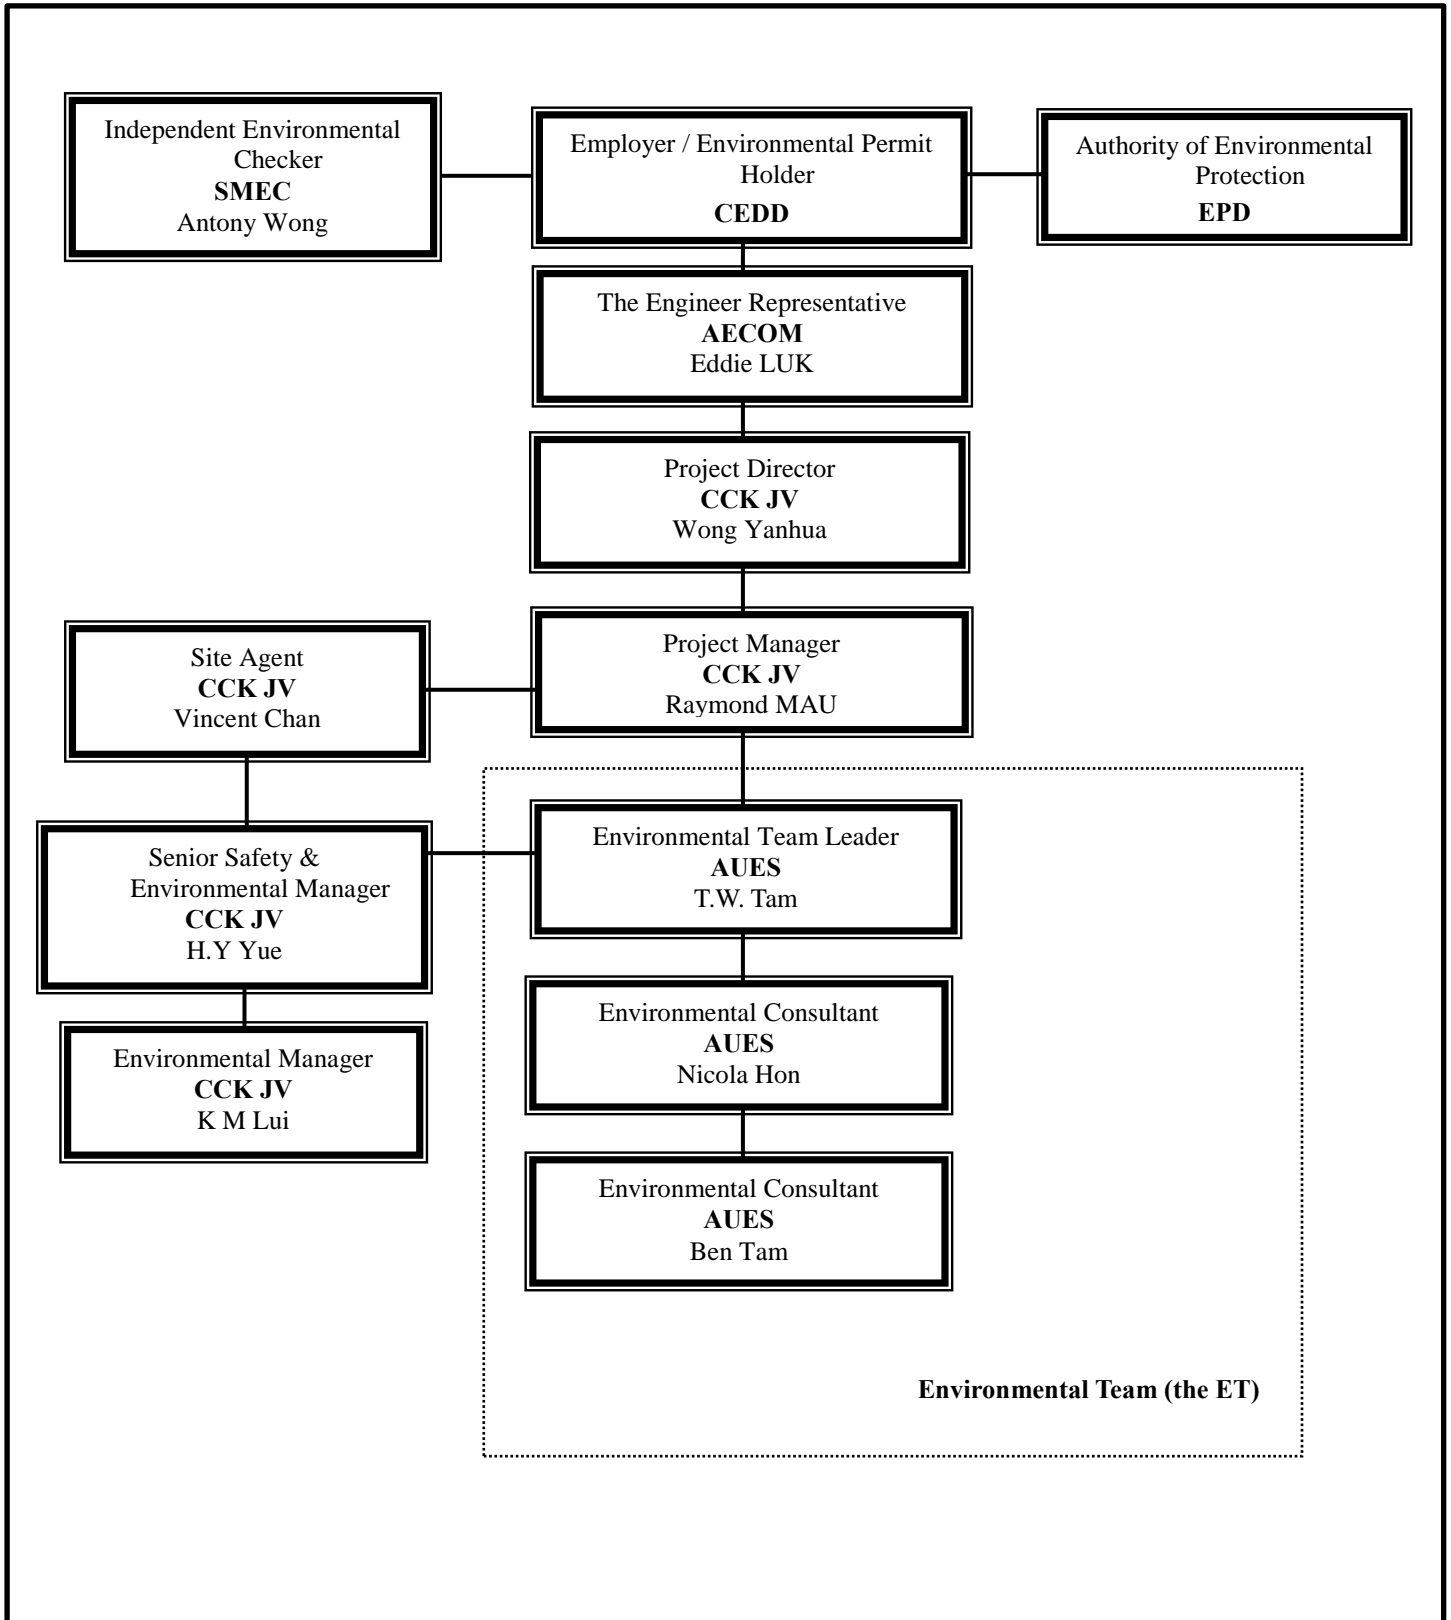 Independent Environmental
Checker
SMEC
Antony Wong
Employer / Environmental Permit
Holder
CEDD
Authority of Environmental
Protection
EPD
The Engineer Representative
AECOM
Eddie LUK
Project Director
CCK JV
Wong Yanhua
Site Agent
CCK JV
Vincent Chan
Project Manager
CCK JV
Raymond MAU
Senior Safety &
Environmental Manager
CCK JV
H.Y Yue
Environmental Team Leader
AUES
T.W. Tam
Environmental Manager
CCK JV
K M Lui
Environmental Consultant
AUES
Nicola Hon
Environmental Consultant
AUES
Ben Tam
Environmental Team (the ET)